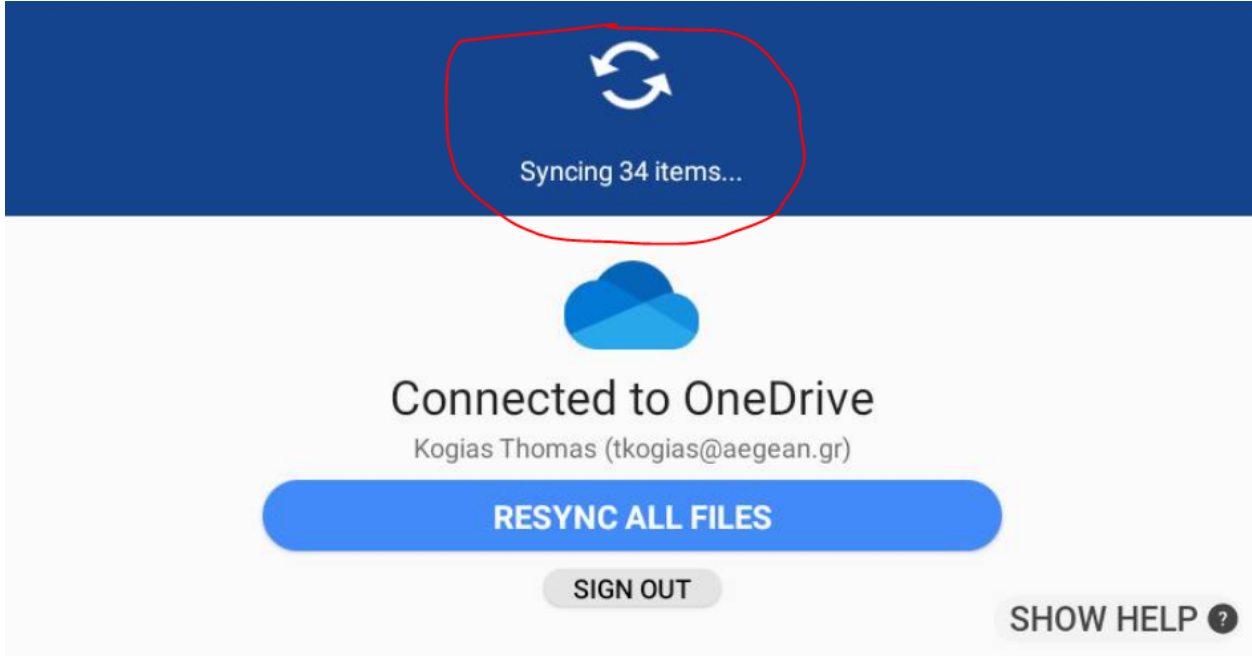 Syncing 34 items...
Connected to OneDrive
Kogias Thomas (tkogias@aegean.gr)
RESYNC ALL FILES
SIGN OUT
SHOW HELP ?